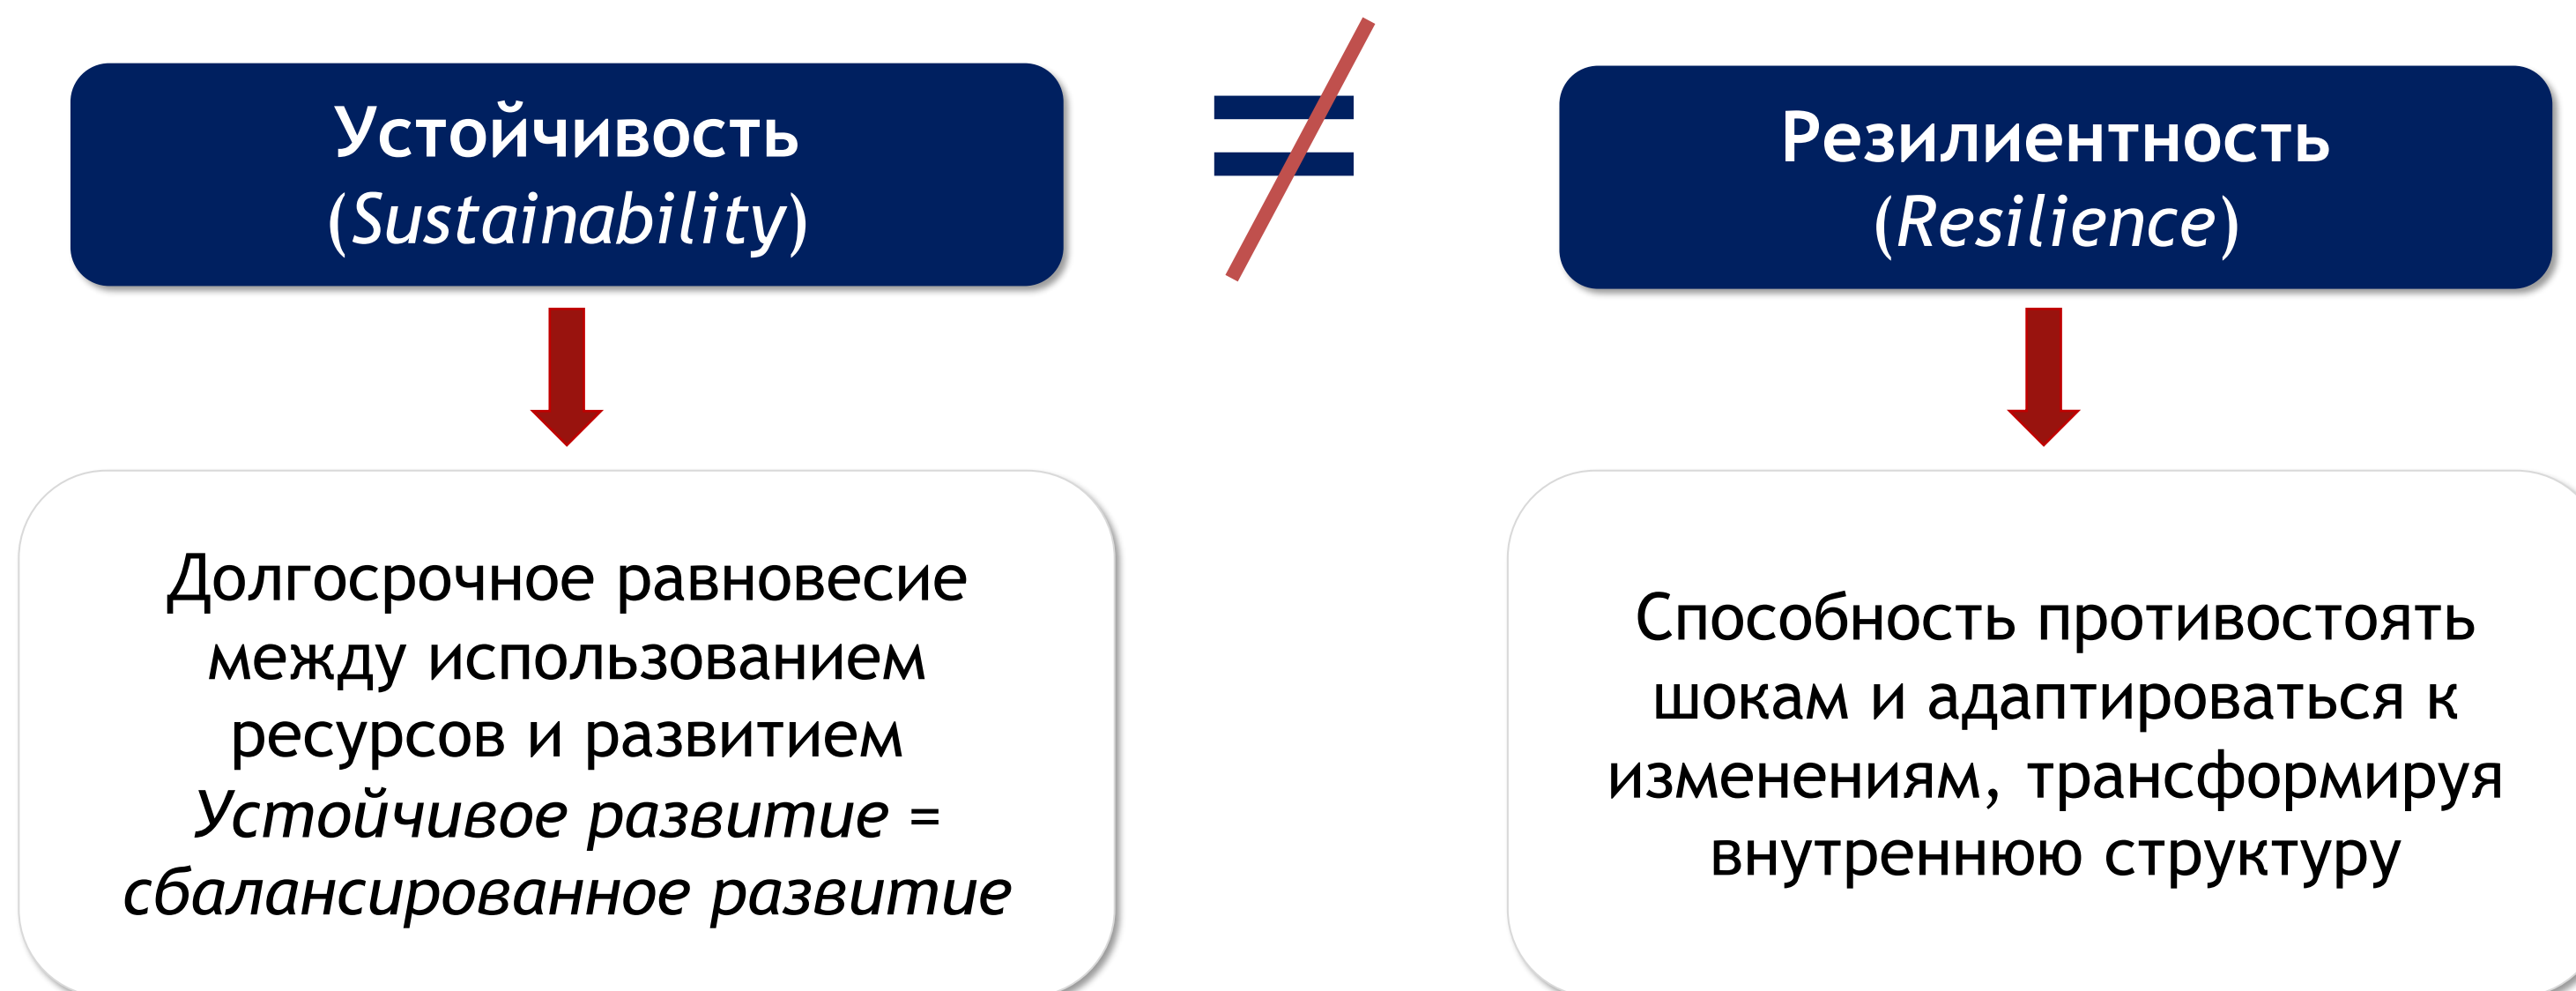 Устойчивость
(Sustainability)
≠
Резилиентность
(Resilience)
Долгосрочное равновесие
между использованием
ресурсов и развитием
Устойчивое развитие =
сбалансированное развитие
Способность противостоять
шокам и адаптироваться к
изменениям, трансформируя
внутреннюю структуру